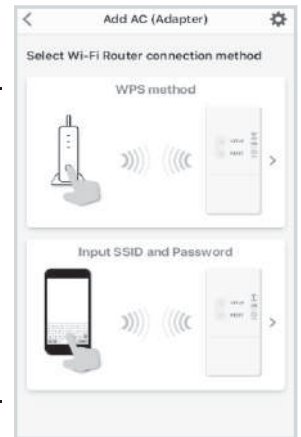 Add AC (Adapter)
Select Wi-Fi Router connection method
WPS method
Input SSID and Password